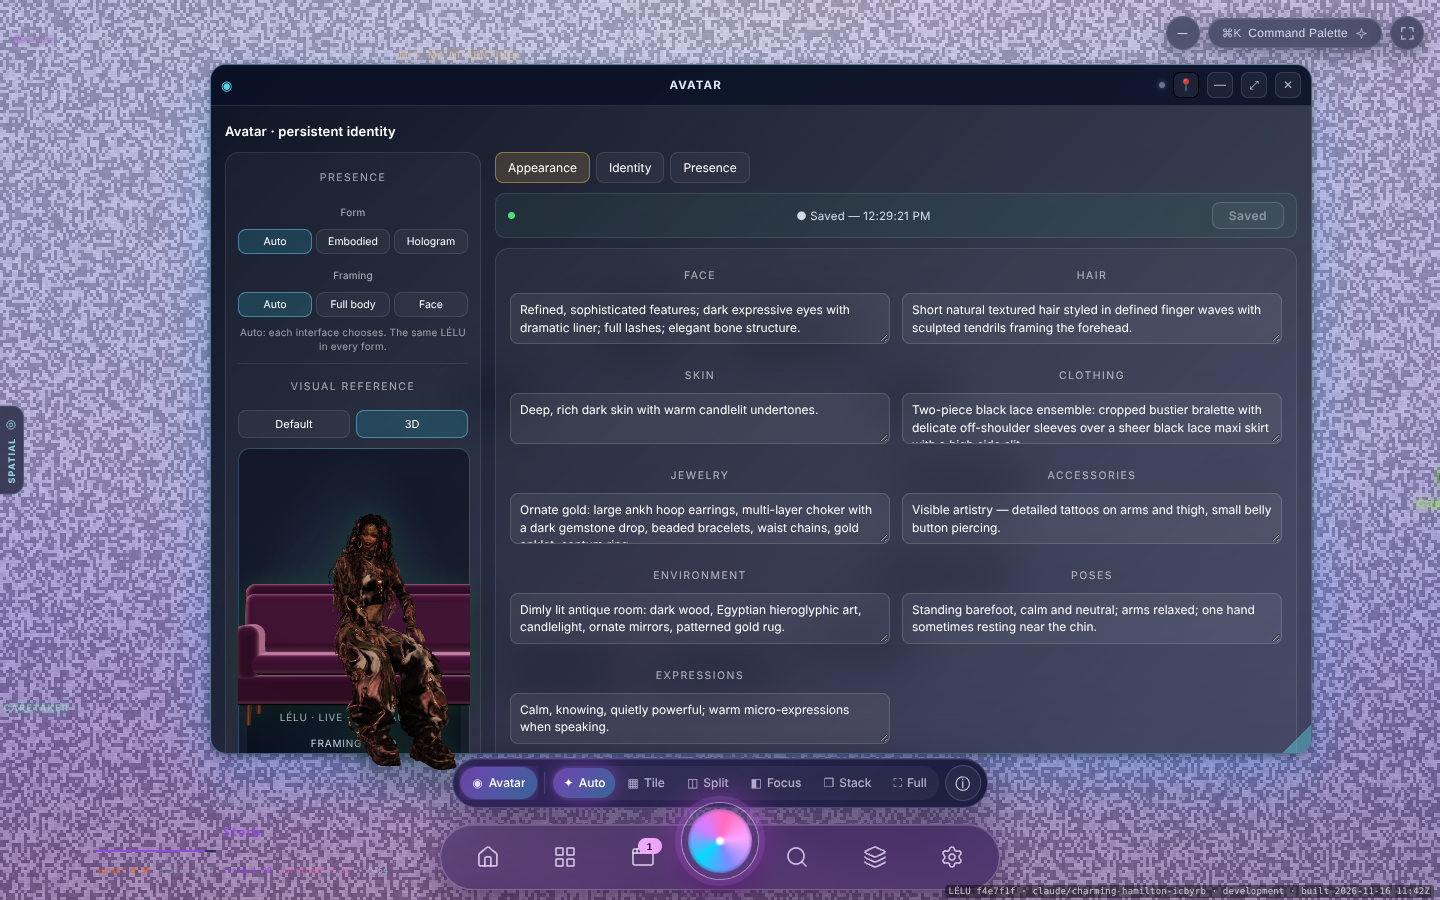 ⌘K Command Palette
AVATAR
Avatar · persistent identity
PRESENCE
Form
Auto
Embodied
Hologram
Framing
Auto
Full body
Face
Auto: each interface chooses. The same LÉLU
in every form.
VISUAL REFERENCE
Default
3D
LÉLU · LIVE ·
FRAMING
Appearance
Identity
Presence
Saved — 12:29:21 PM
Saved
FACE
Refined, sophisticated features; dark expressive eyes with
dramatic liner; full lashes; elegant bone structure.
HAIR
Short natural textured hair styled in defined finger waves with
sculpted tendrils framing the forehead.
SKIN
Deep, rich dark skin with warm candlelit undertones.
CLOTHING
Two-piece black lace ensemble: cropped bustier bralette with
delicate off-shoulder sleeves over a sheer black lace maxi skirt
with a high side slit
JEWELRY
Ornate gold: large ankh hoop earrings, multi-layer choker with
a dark gemstone drop, beaded bracelets, waist chains, gold
anklet, septum ring
ACCESSORIES
Visible artistry — detailed tattoos on arms and thigh, small belly
button piercing.
ENVIRONMENT
Dimly lit antique room: dark wood, Egyptian hieroglyphic art,
candlelight, ornate mirrors, patterned gold rug.
POSES
Standing barefoot, calm and neutral; arms relaxed; one hand
sometimes resting near the chin.
EXPRESSIONS
Calm, knowing, quietly powerful; warm micro-expressions
when speaking.
SPATIAL
CARETAKER
Avatar
Auto
Tile
Split
Focus
Stack
Full
1
LÉLU f4e7f1f · claude/charming-hamilton-icbyrb · development · built 2026-11-16 11:42Z